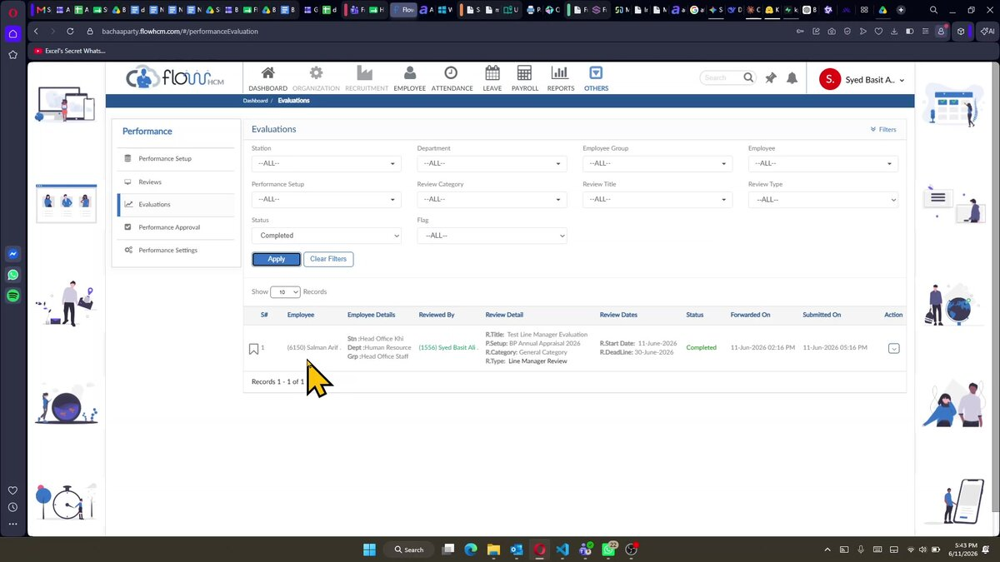 bachaaparty.flowhcm.com/#/performanceEvaluation
AI
Excel's Secret Whats...
flow HCM
DASHBOARD ORGANIZATION RECRUITMENT EMPLOYEE ATTENDANCE LEAVE PAYROLL REPORTS OTHERS
Search
S. Syed Basit A..
Dashboard / Evaluations
Performance
Performance Setup
Reviews
Evaluations
Performance Approval
Performance Settings
Evaluations
Filters
Station Department Employee Group Employee
--ALL-- --ALL-- --ALL-- --ALL--
Performance Setup Review Category Review Title Review Type
--ALL-- --ALL-- --ALL-- --ALL--
Status Flag
Completed --ALL--
Apply Clear Filters
Show 10 Records
S# Employee Employee Details Reviewed By Review Detail Review Dates Status Forwarded On Submitted On Action
1 (6150) Salman Arif . Stn :Head Office Khi Dept :Human Resource Grp :Head Office Staff (1556) Syed Basit Ali . R.Title: Test Line Manager Evaluation P.Setup: BP Annual Appraisal 2026 R.Category: General Category R.Type: Line Manager Review R.Start Date: 11-June-2026 R.DeadLine: 30-June-2026 Completed 11-Jun-2026 02:16 PM 11-Jun-2026 05:16 PM
Records 1 - 1 of 1
Search
22
5:43 PM
6/11/2026